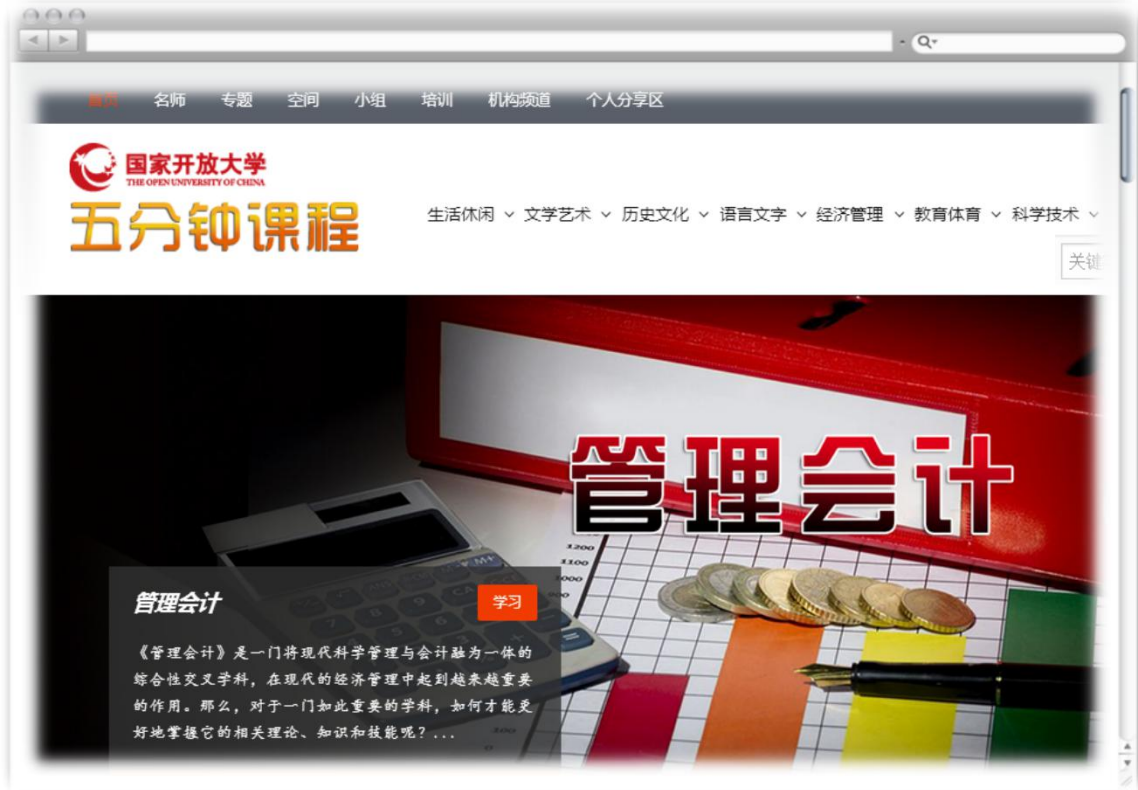 首页 名师 专题 空间 小组 培训 机构频道 个人分享区
国家开放大学
THE OPEN UNIVERSITY OF CHINA
五分钟课程
生活休闲 文学艺术 历史文化 语言文字 经济管理 教育体育 科学技术
关键
管理会计
1200
1100
1000
管理会计
学习
《管理会计》是一门将现代科学管理与会计融为一体的
综合性交叉学科，在现代的经济管理中起到越来越重要
的作用。那么，对于一门如此重要的学科，如何才能更
好地掌握它的相关理论、知识和技能呢？...